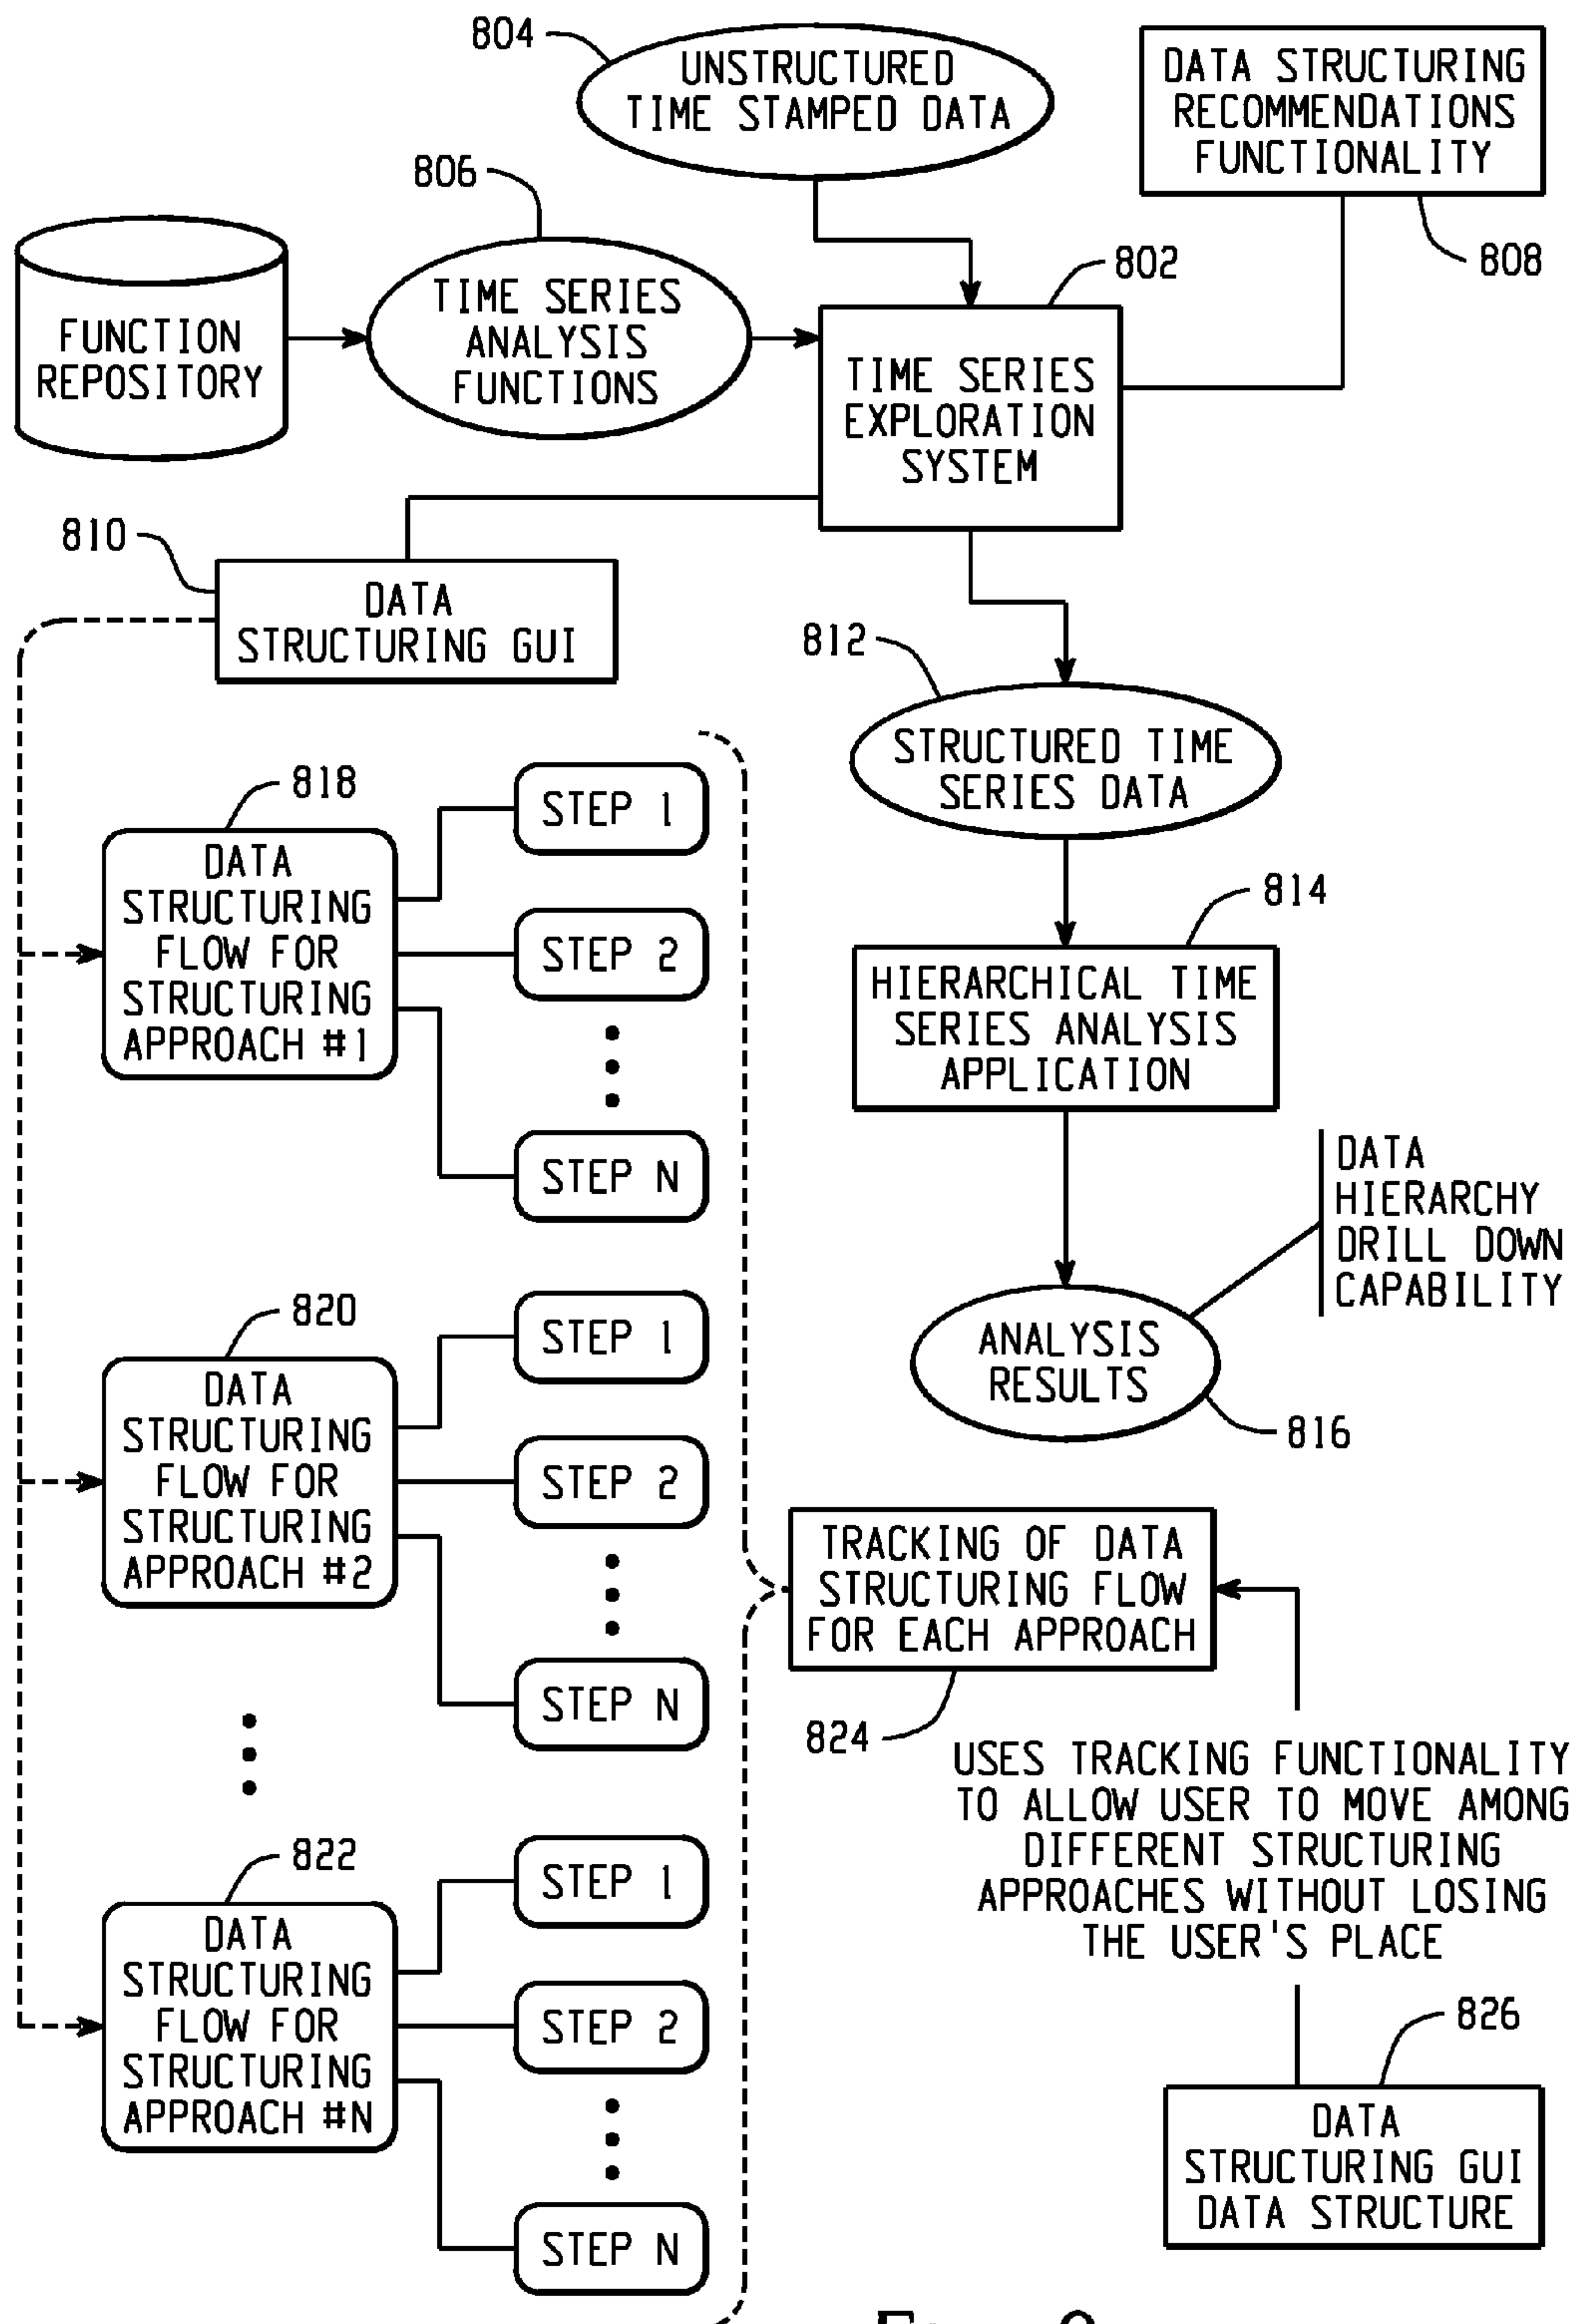 804
UNSTRUCTURED
TIME STAMPED DATA
DATA STRUCTURING
RECOMMENDATIONS
FUNCTIONALITY
808
806
FUNCTION
REPOSITORY
TIME SERIES
ANALYSIS
FUNCTIONS
802
TIME SERIES
EXPLORATION
SYSTEM
810
DATA
STRUCTURING GUI
812
STRUCTURED TIME
SERIES DATA
814
HIERARCHICAL TIME
SERIES ANALYSIS
APPLICATION
DATA
HIERARCHY
DRILL DOWN
CAPABILITY
ANALYSIS
RESULTS
816
818
DATA
STRUCTURING
FLOW FOR
STRUCTURING
APPROACH #1
STEP 1
STEP 2
STEP N
820
DATA
STRUCTURING
FLOW FOR
STRUCTURING
APPROACH #2
STEP 1
STEP 2
STEP N
822
DATA
STRUCTURING
FLOW FOR
STRUCTURING
APPROACH #N
STEP 1
STEP 2
STEP N
TRACKING OF DATA
STRUCTURING FLOW
FOR EACH APPROACH
824
USES TRACKING FUNCTIONALITY
TO ALLOW USER TO MOVE AMONG
DIFFERENT STRUCTURING
APPROACHES WITHOUT LOSING
THE USER'S PLACE
826
DATA
STRUCTURING GUI
DATA STRUCTURE